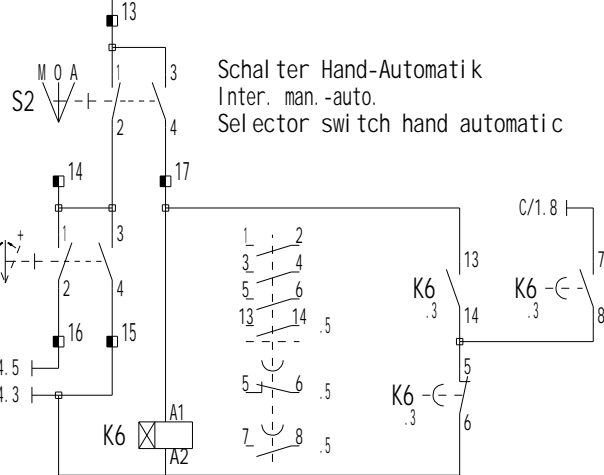 13
M 0 A
1
3
S2
Schalter Hand-Automatik
Inter. man.-auto.
Selector switch hand automatic
2
4
14
17
C/1.8
+
1
3
1 2
3 4
5 6
13 14 .5
13
7
K6
.3
K6
.3
2
4
14
8
16
15
4.5
4.3
5 6 .5
5
K6
.3
6
K6
A1
A2
7 8 .5